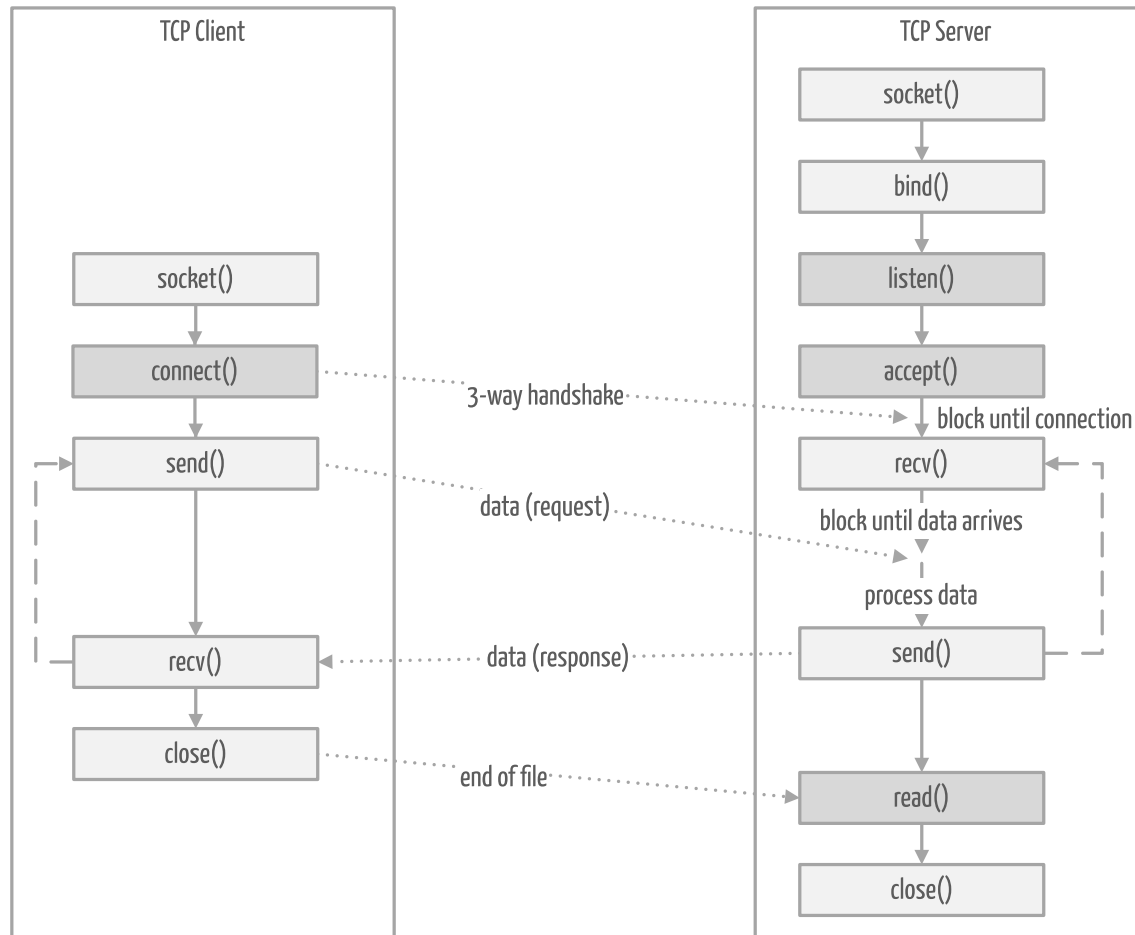 TCP Client
socket()
connect()
send()
recv()
close()
3-way handshake
data (request)
data (response)
end of file
TCP Server
socket()
bind()
listen()
accept()
block until connection
recv()
block until data arrives
process data
send()
read()
close()